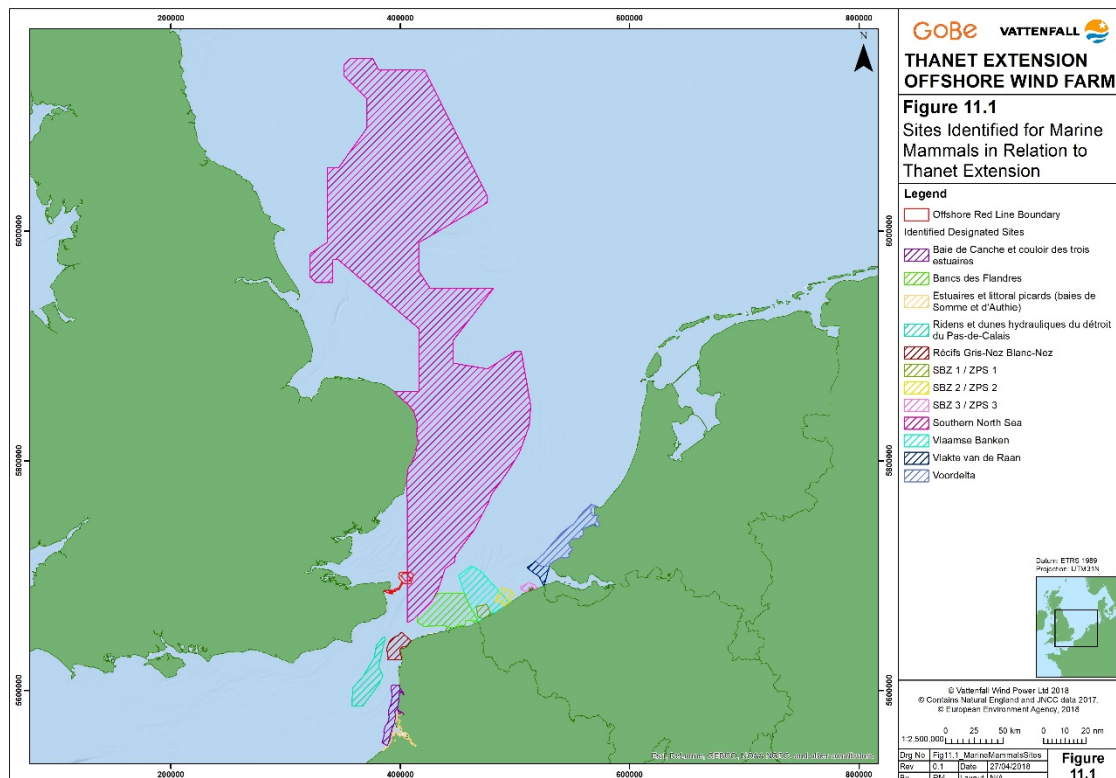 200000 400000 600000 800000
N
6000000 6000000
5800000 5800000
5600000 5600000
200000 400000 600000 800000
GoBe VATTENFALL
THANET EXTENSION
OFFSHORE WIND FARM
Figure 11.1
Sites Identified for Marine
Mammals in Relation to
Thanet Extension
Legend
Offshore Red Line Boundary
Identified Designated Sites
Baie de Canche et couloir des trois
estuaires
Bancs des Flandres
Estuaires et littoral picards (baies de
Somme et d'Authie)
Ridens et dunes hydrauliques du détroit
du Pas-de-Calais
Récifs Gris-Nez Blanc-Nez
SBZ 1 / ZPS 1
SBZ 2 / ZPS 2
SBZ 3 / ZPS 3
Southern North Sea
Vlaamse Banken
Vlakte van de Raan
Voordelta
Datum: ETRS 1989
Projection: UTM31N
© Vattenfall Wind Power Ltd 2018
© Contains Natural England and JNCC data 2017.
© European Environment Agency, 2018
0 25 50 km 0 10 20 nm
1:2,500,000
Drg No Fig11.1_MarineMammalsSites
Rev 0.1 Date 27/04/2018
Figure
11.1